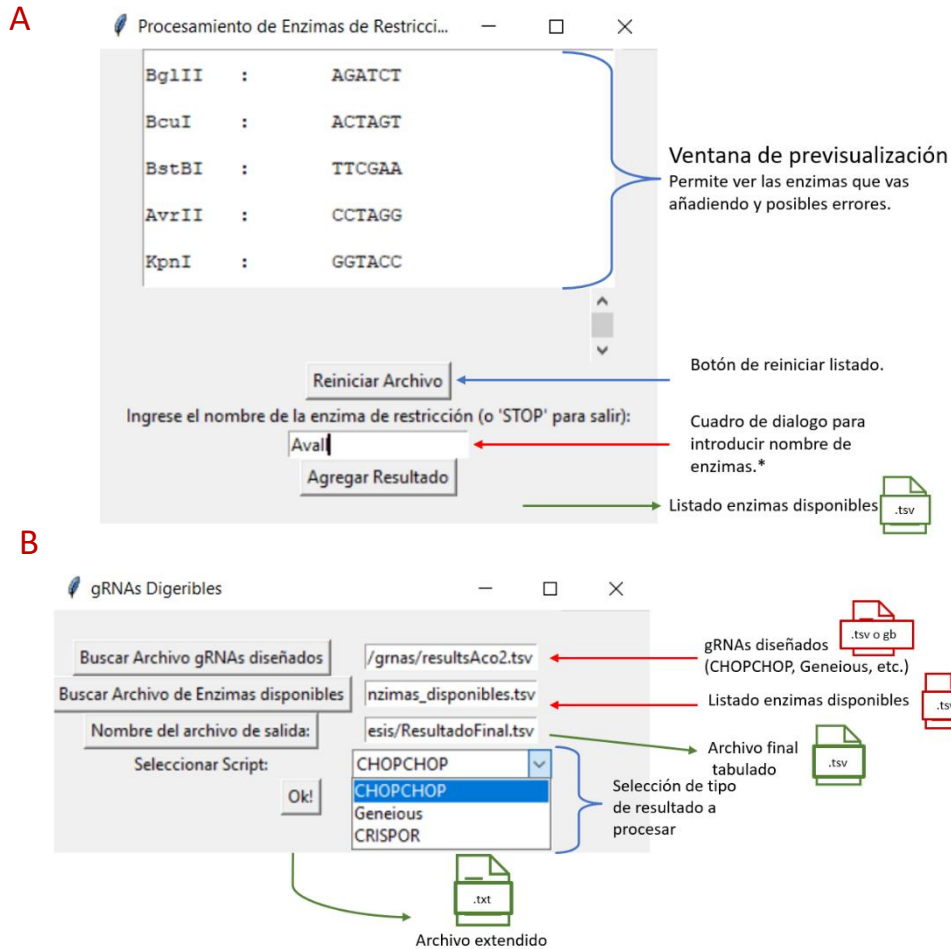 A
Procesamiento de Enzimas de Restricci...
BglII : AGATCT
BcuI : ACTAGT
BstBI : TTCGAA
AvrII : CCTAGG
KpnI : GGTACC
Ventana de previsualización
Permite ver las enzimas que vas
añadiendo y posibles errores.
Reiniciar Archivo
Botón de reiniciar listado.
Ingrese el nombre de la enzima de restricción (o 'STOP' para salir):
AvaII
Agregar Resultado
Cuadro de dialogo para
introducir nombre de
enzimas.*
Listado enzimas disponibles
.tsv
B
gRNAs Digeribles
Buscar Archivo gRNAs diseñados
/grnas/resultsAco2.tsv
gRNAs diseñados
(CHOPCHOP, Geneious, etc.)
.tsv o gb
Buscar Archivo de Enzimas disponibles
nzimas_disponibles.tsv
Listado enzimas disponibles
.tsv
Nombre del archivo de salida:
esis/ResultadoFinal.tsv
Archivo final
tabulado
.tsv
Seleccionar Script:
CHOPCHOP
CHOPCHOP
Geneious
CRISPOR
Ok!
Selección de tipo
de resultado a
procesar
.txt
Archivo extendido